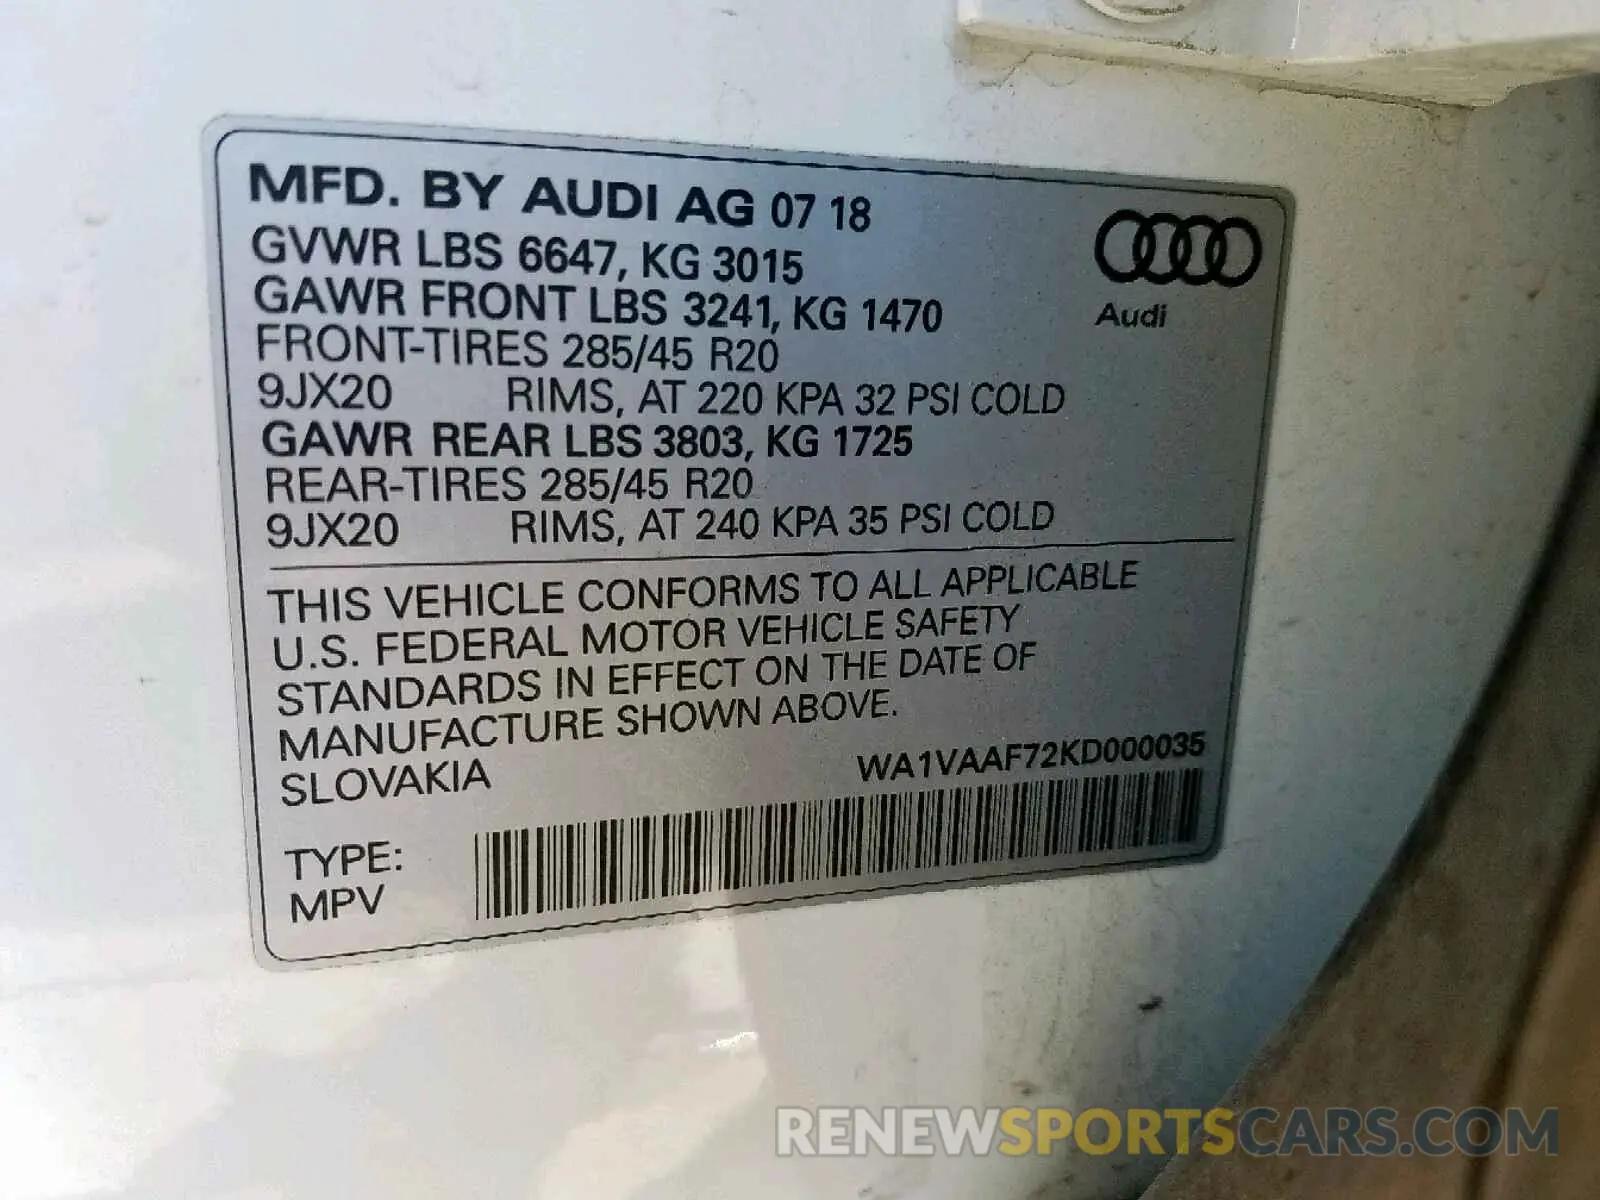 MFD. BY AUDI AG 07 18
GVWR LBS 6647, KG 3015
GAWR FRONT LBS 3241, KG 1470
FRONT-TIRES 285/45 R20
9JX20 RIMS, AT 220 KPA 32 PSI COLD
GAWR REAR LBS 3803, KG 1725
REAR-TIRES 285/45 R20
9JX20 RIMS, AT 240 KPA 35 PSI COLD
Audi
THIS VEHICLE CONFORMS TO ALL APPLICABLE
U.S. FEDERAL MOTOR VEHICLE SAFETY
STANDARDS IN EFFECT ON THE DATE OF
MANUFACTURE SHOWN ABOVE.
SLOVAKIA
WA1VAAF72KD000035
TYPE:
MPV
RENEWSPORTSCARS.COM